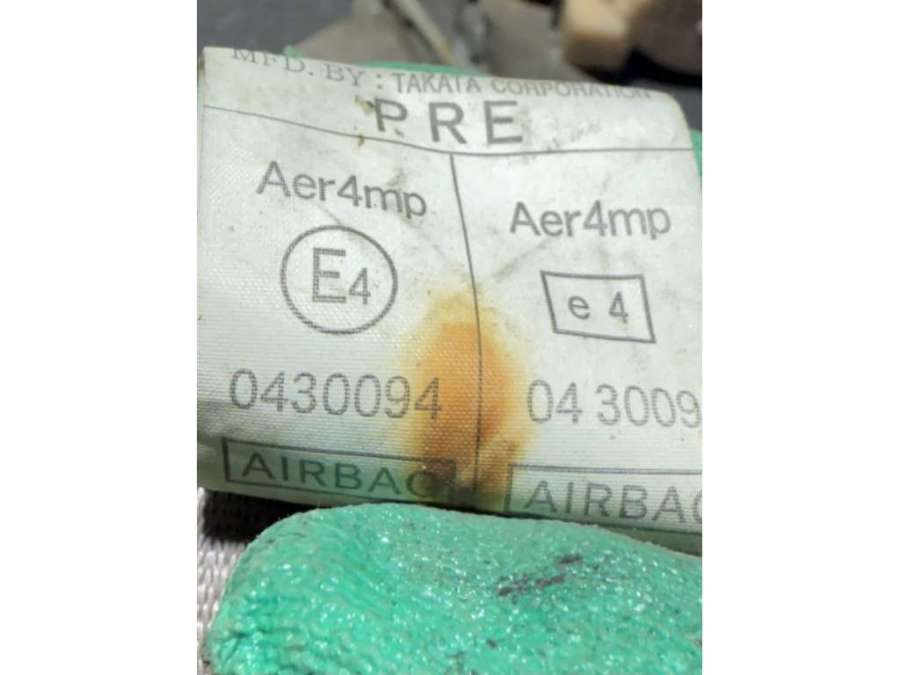 MFD. BY : TAKATA CORPORATION
PRE
Aer4mp Aer4mp
E4 e 4
0430094 04 3009
AIRBAG AIRBAG